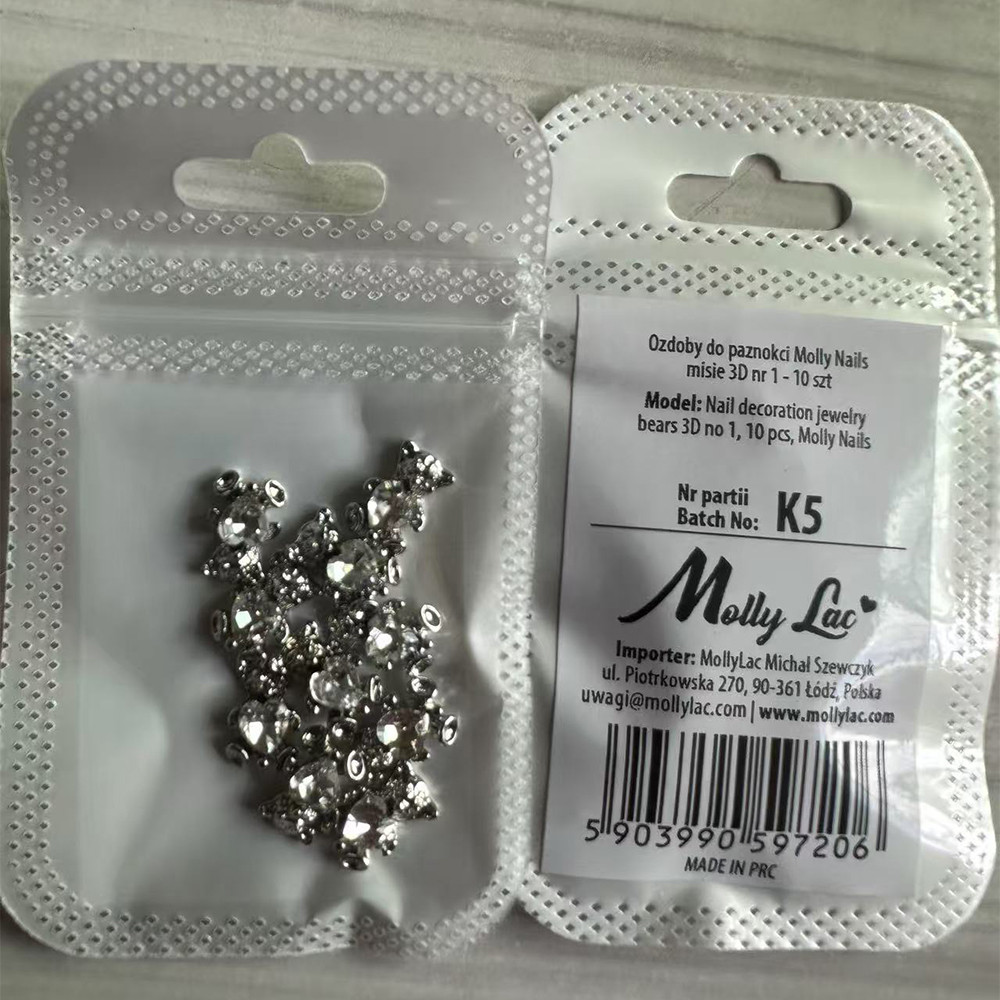 Ozdoby do paznokci Molly Nails
misie 3D nr 1 - 10 szt
Model: Nail decoration jewelry
bears 3D no 1, 10 pcs, Molly Nails
Nr partii
Batch No: K5
Molly Lac
Importer: MollyLac Michał Szewczyk
ul. Piotrkowska 270, 90-361 Łódź, Polska
uwagi@mollylac.com | www.mollylac.com
5 903990 597206
MADE IN PRC